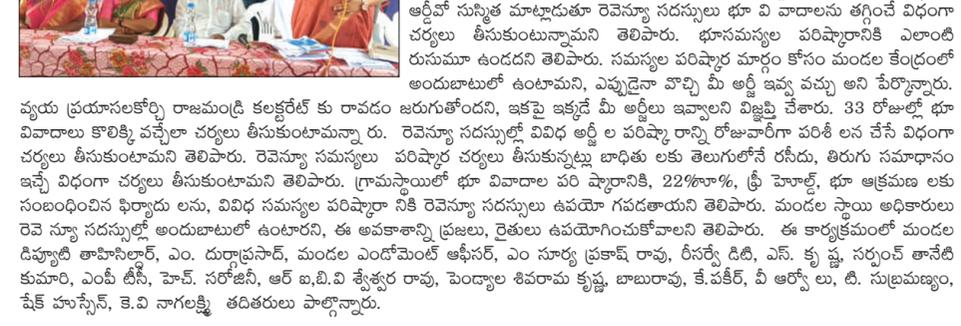 ఆర్డీవో సుస్మిత మాట్లాడుతూ రెవెన్యూ సదస్సులు భూ వి వాదాలను తగ్గించే విధంగా
చర్యలు తీసుకుంటున్నామని తెలిపారు. భూసమస్యల పరిష్కారానికి ఎలాంటి
రుసుమూ ఉండదని తెలిపారు. సమస్యల పరిష్కార మార్గం కోసం మండల కేంద్రంలో
అందుబాటులో ఉంటామని, ఎప్పుడైనా వొచ్చి మీ అర్జీ ఇవ్వ వచ్చు అని పేర్కొన్నారు.
వ్యయ ప్రయాసలకోర్చి రాజమండ్రి కలక్టరేట్ కు రావడం జరుగుతోందని, ఇకపై ఇక్కడే మీ అర్జీలు ఇవ్వాలని విజ్ఞప్తి చేశారు. 33 రోజుల్లో భూ
వివాదాలు కొలిక్కి వచ్చేలా చర్యలు తీసుకుంటామన్నా రు. రెవెన్యూ సదస్సుల్లో వివిధ అర్జీ ల పరిష్కా రాన్ని రోజువారీగా పరిశీ లన చేసే విధంగా
చర్యలు తీసుకుంటామని తెలిపారు. రెవెన్యూ సమస్యలు పరిష్కార చర్యలు తీసుకున్నట్లు బాధితు లకు తెలుగులోనే రసీదు, తిరుగు సమాధానం
ఇచ్చే విధంగా చర్యలు తీసుకుంటామని తెలిపారు. గ్రామస్థాయిలో భూ వివాదాల పరి ష్కారానికి, 22%ూ%, ఫ్రీ హెూల్డ్, భూ ఆక్రమణ లకు
సంబంధించిన ఫిర్యాదు లను, వివిధ సమస్యల పరిష్కారా నికి రెవెన్యూ సదస్సులు ఉపయో గపడతాయని తెలిపారు. మండల స్థాయి అధికారులు
రెవె న్యూ సదస్సుల్లో అందుబాటులో ఉంటారని, ఈ అవకాశాన్ని ప్రజలు, రైతులు ఉపయోగించుకోవాలని తెలిపారు. ఈ కార్యక్రమంలో మండల
డిప్యూటి తాహిసిల్దార్, ఎం. దుర్గాప్రసాద్, మండల ఎండోమెంట్ ఆఫీసర్, ఎం సూర్య ప్రకాష్ రావు, రీసర్వే డిటి, ఎస్. కృ ష్ణ, సర్పంచ్ తానేటి
కుమారి, ఎంపీ టీసీ, హెచ్. సరోజినీ, ఆర్ ఐ,బి.వి శ్వేశ్వర రావు, పెండ్యాల శివరామ కృష్ణ, బాబురావు, కే.పకీర్, వీ ఆర్వో లు, టి. సుబ్రమణ్యం,
షేక్ హుస్సేన్, కె.వి నాగలక్ష్మి తదితరులు పాల్గొన్నారు.